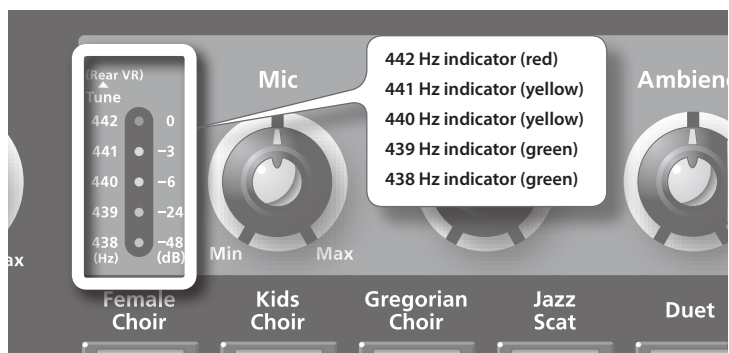 (Rear VR)
Tune
442 0
441 −3
440 −6
439 −24
438 −48
(Hz) (dB)
Mic
Min Max
442 Hz indicator (red)
441 Hz indicator (yellow)
440 Hz indicator (yellow)
439 Hz indicator (green)
438 Hz indicator (green)
Ambien
ax
Female
Choir
Kids
Choir
Gregorian
Choir
Jazz
Scat
Duet